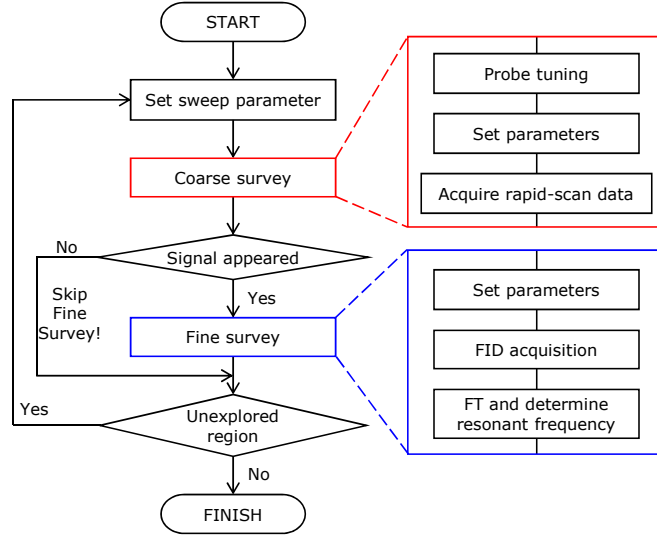 START
Set sweep parameter
Coarse survey
Signal appeared
No
Yes
Skip
Fine
Survey!
Fine survey
Unexplored
region
Yes
No
FINISH
Probe tuning
Set parameters
Acquire rapid-scan data
Set parameters
FID acquisition
FT and determine
resonant frequency